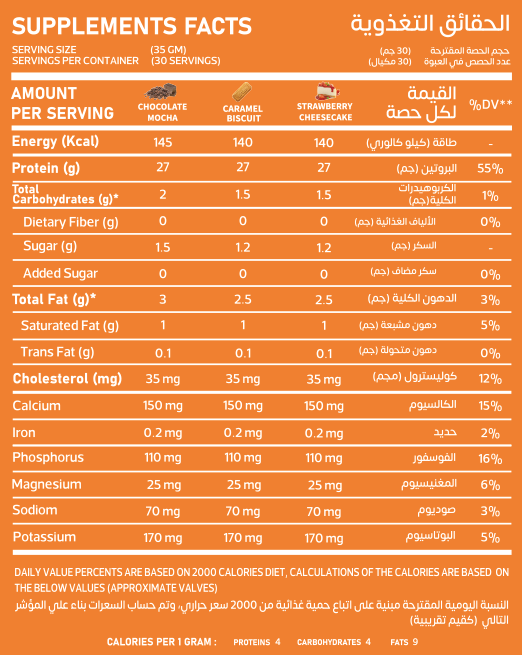 SUPPLEMENTS FACTS الحقائق التغذوية
SERVING SIZE (35 GM) (30 جم) حجم الحصة المقترحة
SERVINGS PER CONTAINER (30 SERVINGS) (30 مكيال) عدد الحصص في العبوة
AMOUNT PER SERVING CHOCOLATE MOCHA CARAMEL BISCUIT STRAWBERRY CHEESECAKE القيمة لكل حصة %DV**
Energy (Kcal) 145 140 140 طاقة (كيلو كالوري) -
Protein (g) 27 27 27 البروتين (جم) 55%
Total Carbohydrates (g)* 2 1.5 1.5 الكربوهيدرات الكلية (جم) 1%
Dietary Fiber (g) 0 0 0 الألياف الغذائية (جم) 0%
Sugar (g) 1.5 1.2 1.2 السكر (جم) -
Added Sugar 0 0 0 سكر مضاف (جم) 0%
Total Fat (g)* 3 2.5 2.5 الدهون الكلية (جم) 3%
Saturated Fat (g) 1 1 1 دهون مشبعة (جم) 5%
Trans Fat (g) 0.1 0.1 0.1 دهون متحولة (جم) 0%
Cholesterol (mg) 35 mg 35 mg 35 mg كوليسترول (مجم) 12%
Calcium 150 mg 150 mg 150 mg الكالسيوم 15%
Iron 0.2 mg 0.2 mg 0.2 mg حديد 2%
Phosphorus 110 mg 110 mg 110 mg الفوسفور 16%
Magnesium 25 mg 25 mg 25 mg المغنيسيوم 6%
Sodiom 70 mg 70 mg 70 mg صوديوم 3%
Potassium 170 mg 170 mg 170 mg البوتاسيوم 5%
DAILY VALUE PERCENTS ARE BASED ON 2000 CALORIES DIET, CALCULATIONS OF THE CALORIES ARE BASED ON
THE BELOW VALUES (APPROXIMATE VALVES)
النسبة اليومية المقترحة مبنية على اتباع حمية غذائية من 2000 سعر حراري، وتم حساب السعرات بناء علي المؤشر
التالي (كقيم تقريبية)
CALORIES PER 1 GRAM : PROTEINS 4 CARBOHYDRATES 4 FATS 9